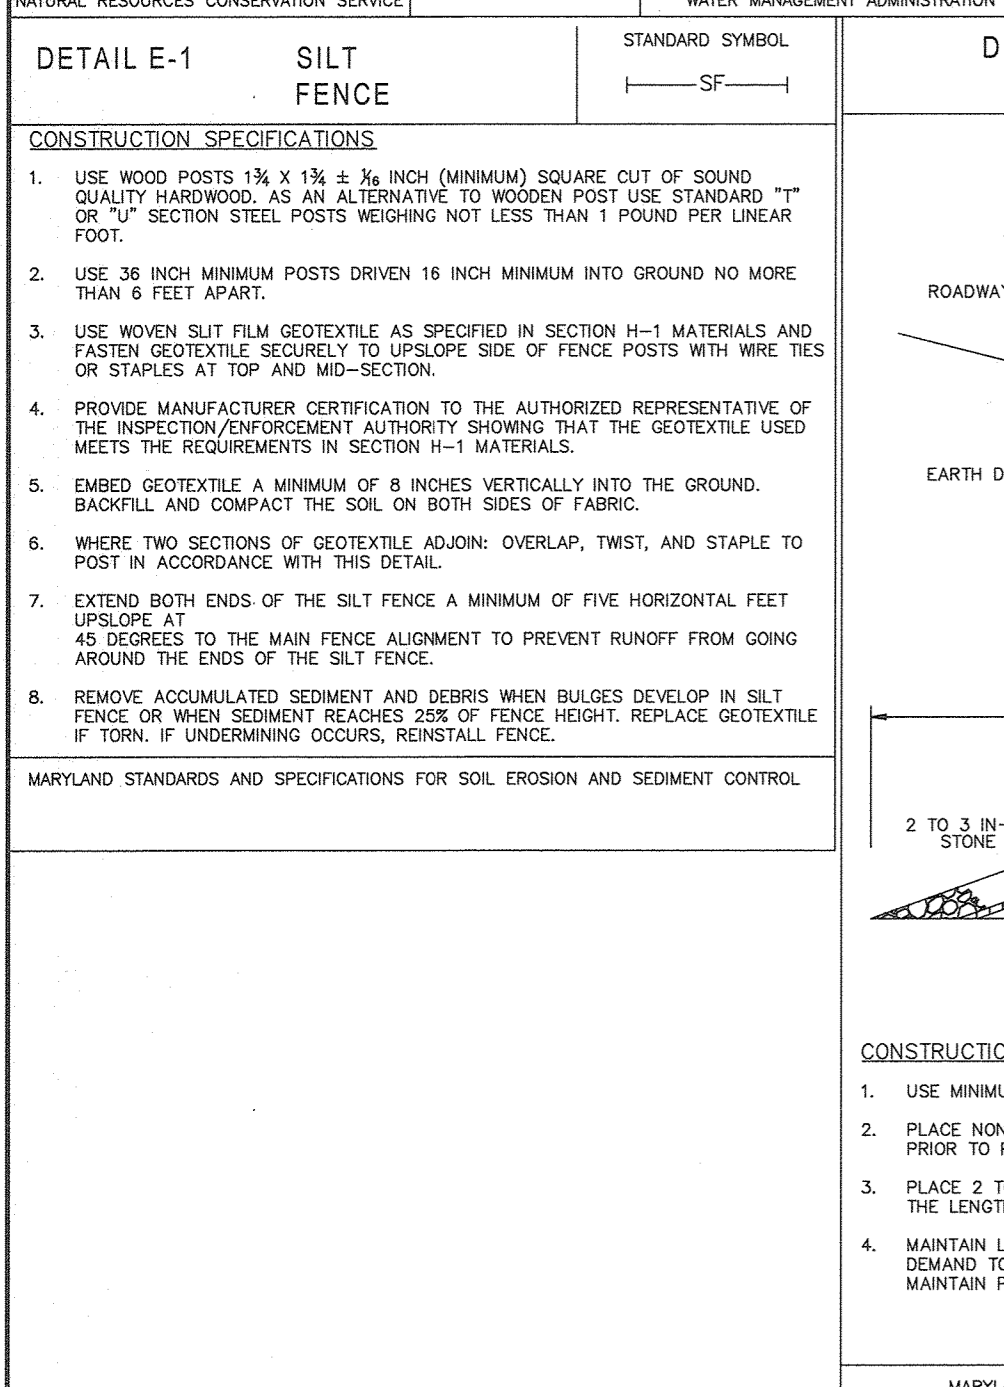 NATURAL RESOURCES CONSERVATION SERVICE
WATER MANAGEMENT ADMINISTRATION
DETAIL E-1 SILT
FENCE
STANDARD SYMBOL
SF
CONSTRUCTION SPECIFICATIONS
1. USE WOOD POSTS 1¾ X 1¾ ± 1/16 INCH (MINIMUM) SQUARE CUT OF SOUND
QUALITY HARDWOOD. AS AN ALTERNATIVE TO WOODEN POST USE STANDARD "T"
OR "U" SECTION STEEL POSTS WEIGHING NOT LESS THAN 1 POUND PER LINEAR
FOOT.
2. USE 36 INCH MINIMUM POSTS DRIVEN 16 INCH MINIMUM INTO GROUND NO MORE
THAN 6 FEET APART.
3. USE WOVEN SLIT FILM GEOTEXTILE AS SPECIFIED IN SECTION H-1 MATERIALS AND
FASTEN GEOTEXTILE SECURELY TO UPSLOPE SIDE OF FENCE POSTS WITH WIRE TIES
OR STAPLES AT TOP AND MID-SECTION.
4. PROVIDE MANUFACTURER CERTIFICATION TO THE AUTHORIZED REPRESENTATIVE OF
THE INSPECTION/ENFORCEMENT AUTHORITY SHOWING THAT THE GEOTEXTILE USED
MEETS THE REQUIREMENTS IN SECTION H-1 MATERIALS.
5. EMBED GEOTEXTILE A MINIMUM OF 8 INCHES VERTICALLY INTO THE GROUND.
BACKFILL AND COMPACT THE SOIL ON BOTH SIDES OF FABRIC.
6. WHERE TWO SECTIONS OF GEOTEXTILE ADJOIN: OVERLAP, TWIST, AND STAPLE TO
POST IN ACCORDANCE WITH THIS DETAIL.
7. EXTEND BOTH ENDS OF THE SILT FENCE A MINIMUM OF FIVE HORIZONTAL FEET
UPSLOPE AT
45 DEGREES TO THE MAIN FENCE ALIGNMENT TO PREVENT RUNOFF FROM GOING
AROUND THE ENDS OF THE SILT FENCE.
8. REMOVE ACCUMULATED SEDIMENT AND DEBRIS WHEN BULGES DEVELOP IN SILT
FENCE OR WHEN SEDIMENT REACHES 25% OF FENCE HEIGHT. REPLACE GEOTEXTILE
IF TORN. IF UNDERMINING OCCURS, REINSTALL FENCE.
MARYLAND STANDARDS AND SPECIFICATIONS FOR SOIL EROSION AND SEDIMENT CONTROL
D
ROADWAY
EARTH D
2 TO 3 IN-
STONE
CONSTRUCTIO
1. USE MINIMU
2. PLACE NON
PRIOR TO
3. PLACE 2 T
THE LENGT
4. MAINTAIN L
DEMAND TO
MAINTAIN
MARYL